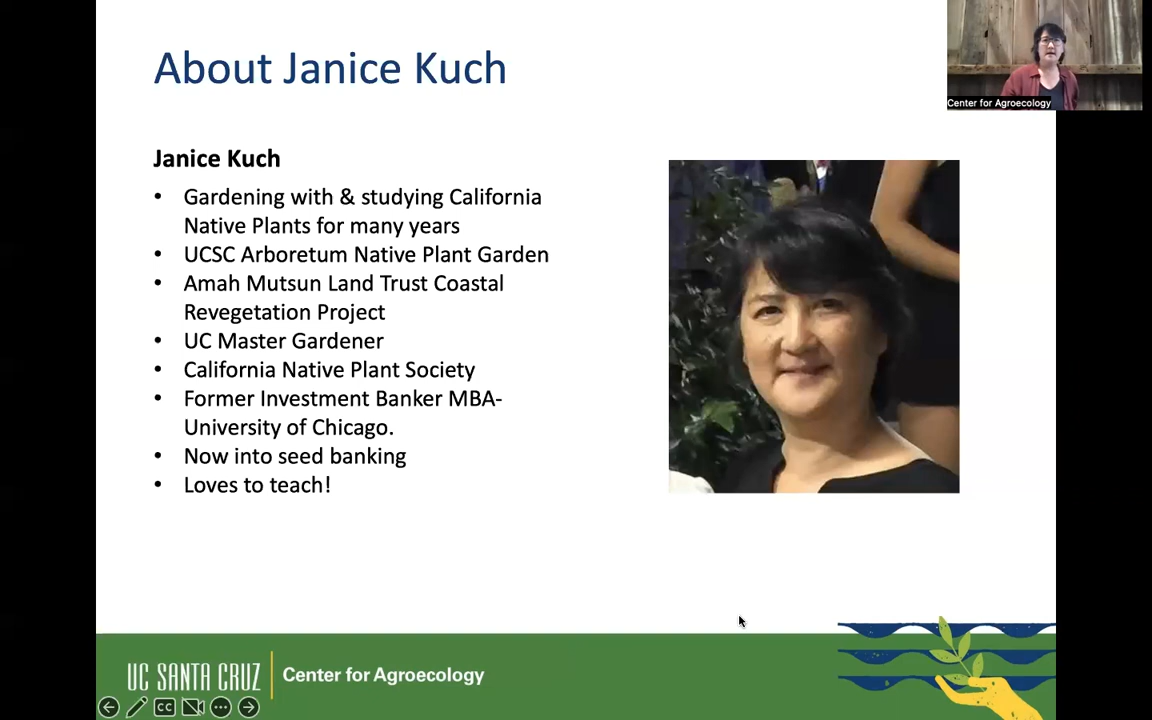 About Janice Kuch
Center for Agroecology
Janice Kuch
• Gardening with & studying California
Native Plants for many years
• UCSC Arboretum Native Plant Garden
• Amah Mutsun Land Trust Coastal
Revegetation Project
• UC Master Gardener
• California Native Plant Society
• Former Investment Banker MBA-
University of Chicago.
• Now into seed banking
• Loves to teach!
UC SANTA CRUZ
Center for Agroecology
CC